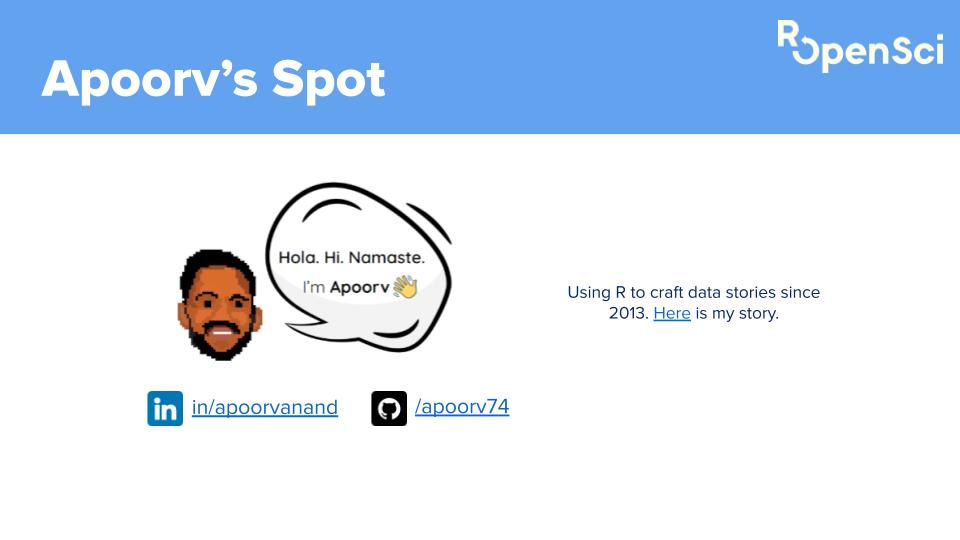 Apoorv’s Spot
ROpenSci
Hola. Hi. Namaste.
I’m Apoorv
Using R to craft data stories since
2013. Here is my story.
in
in/apoorvanand
/apoorv74